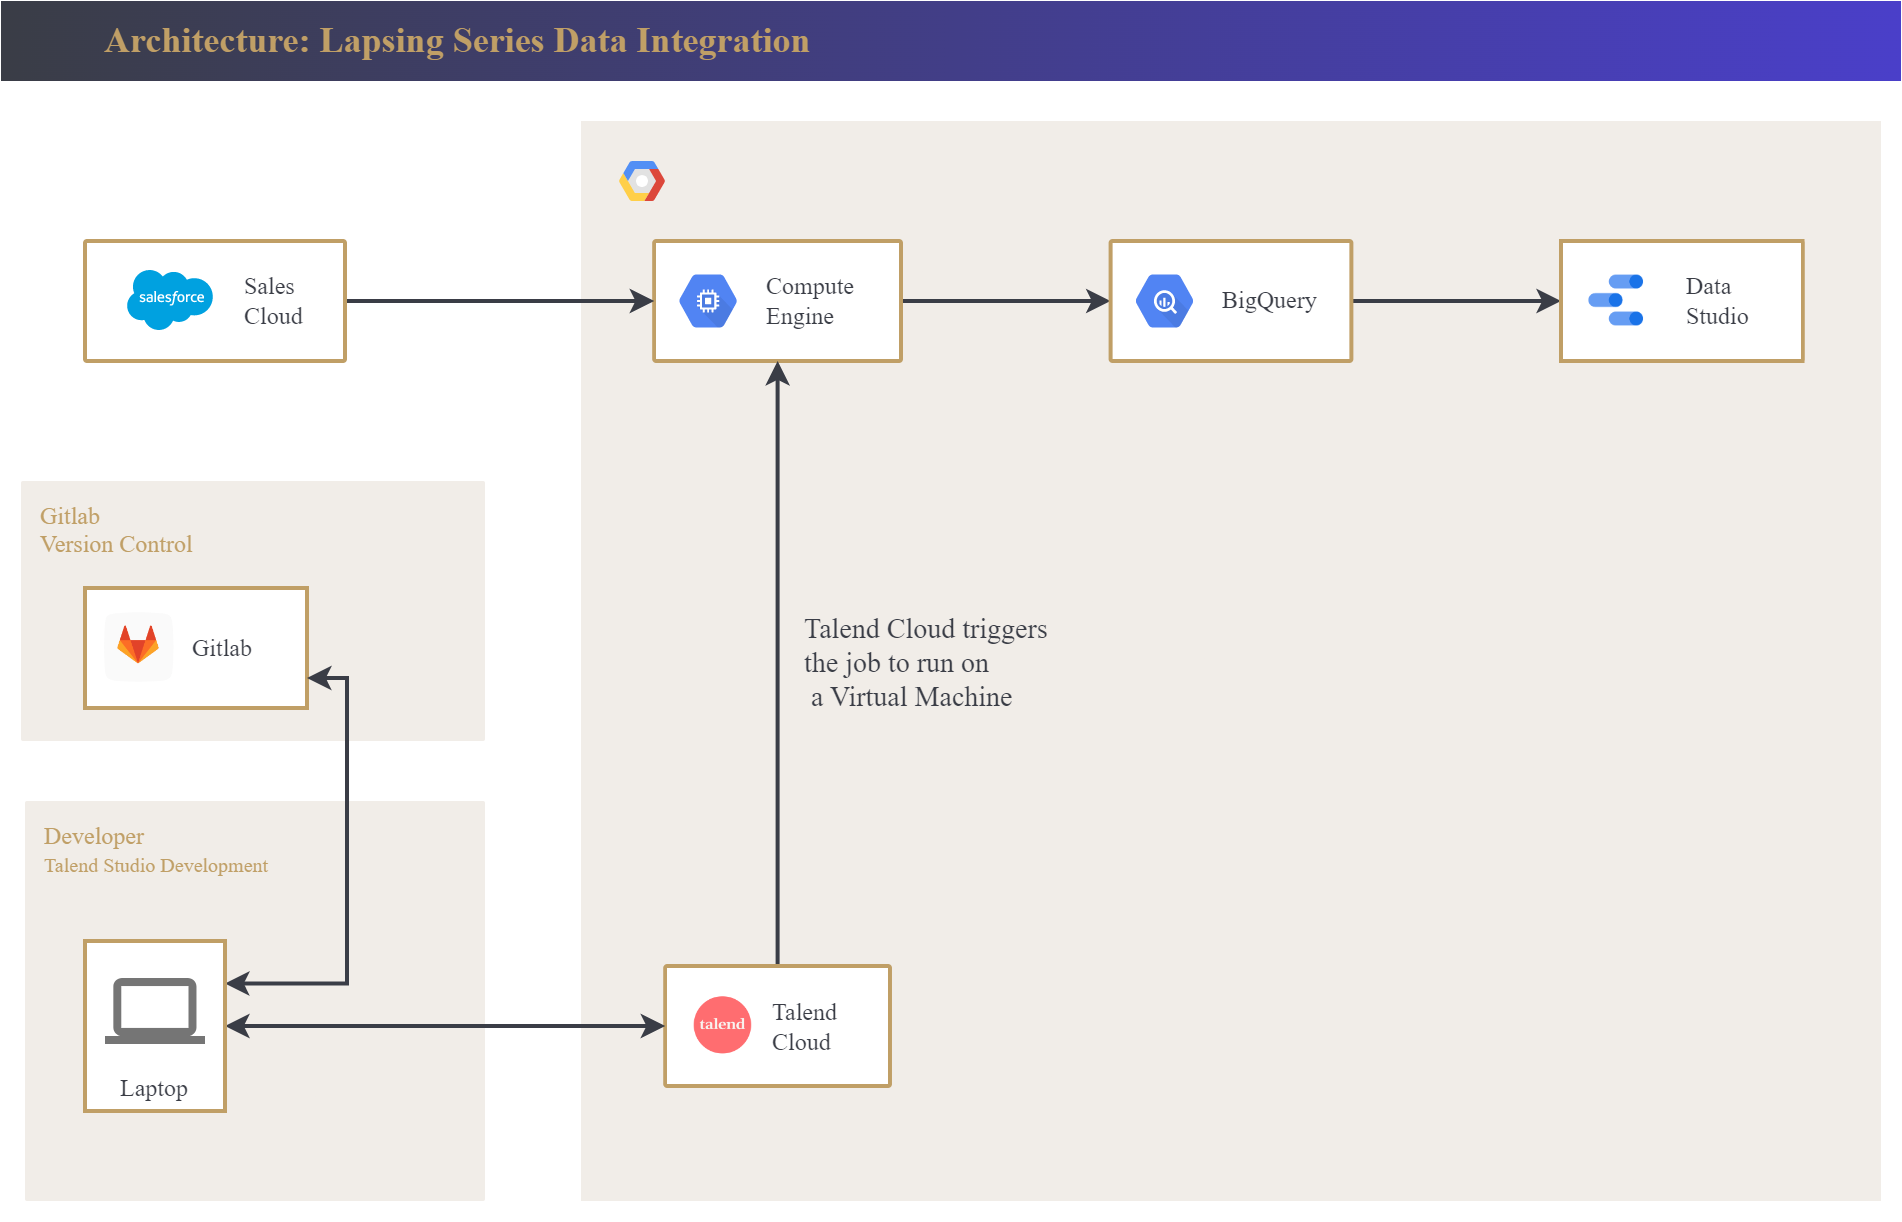 Architecture: Lapsing Series Data Integration
salesforce
Sales
Cloud
Compute
Engine
BigQuery
Data
Studio
Gitlab
Version Control
Gitlab
Talend Cloud triggers
the job to run on
a Virtual Machine
Developer
Talend Studio Development
Laptop
talend
Talend
Cloud